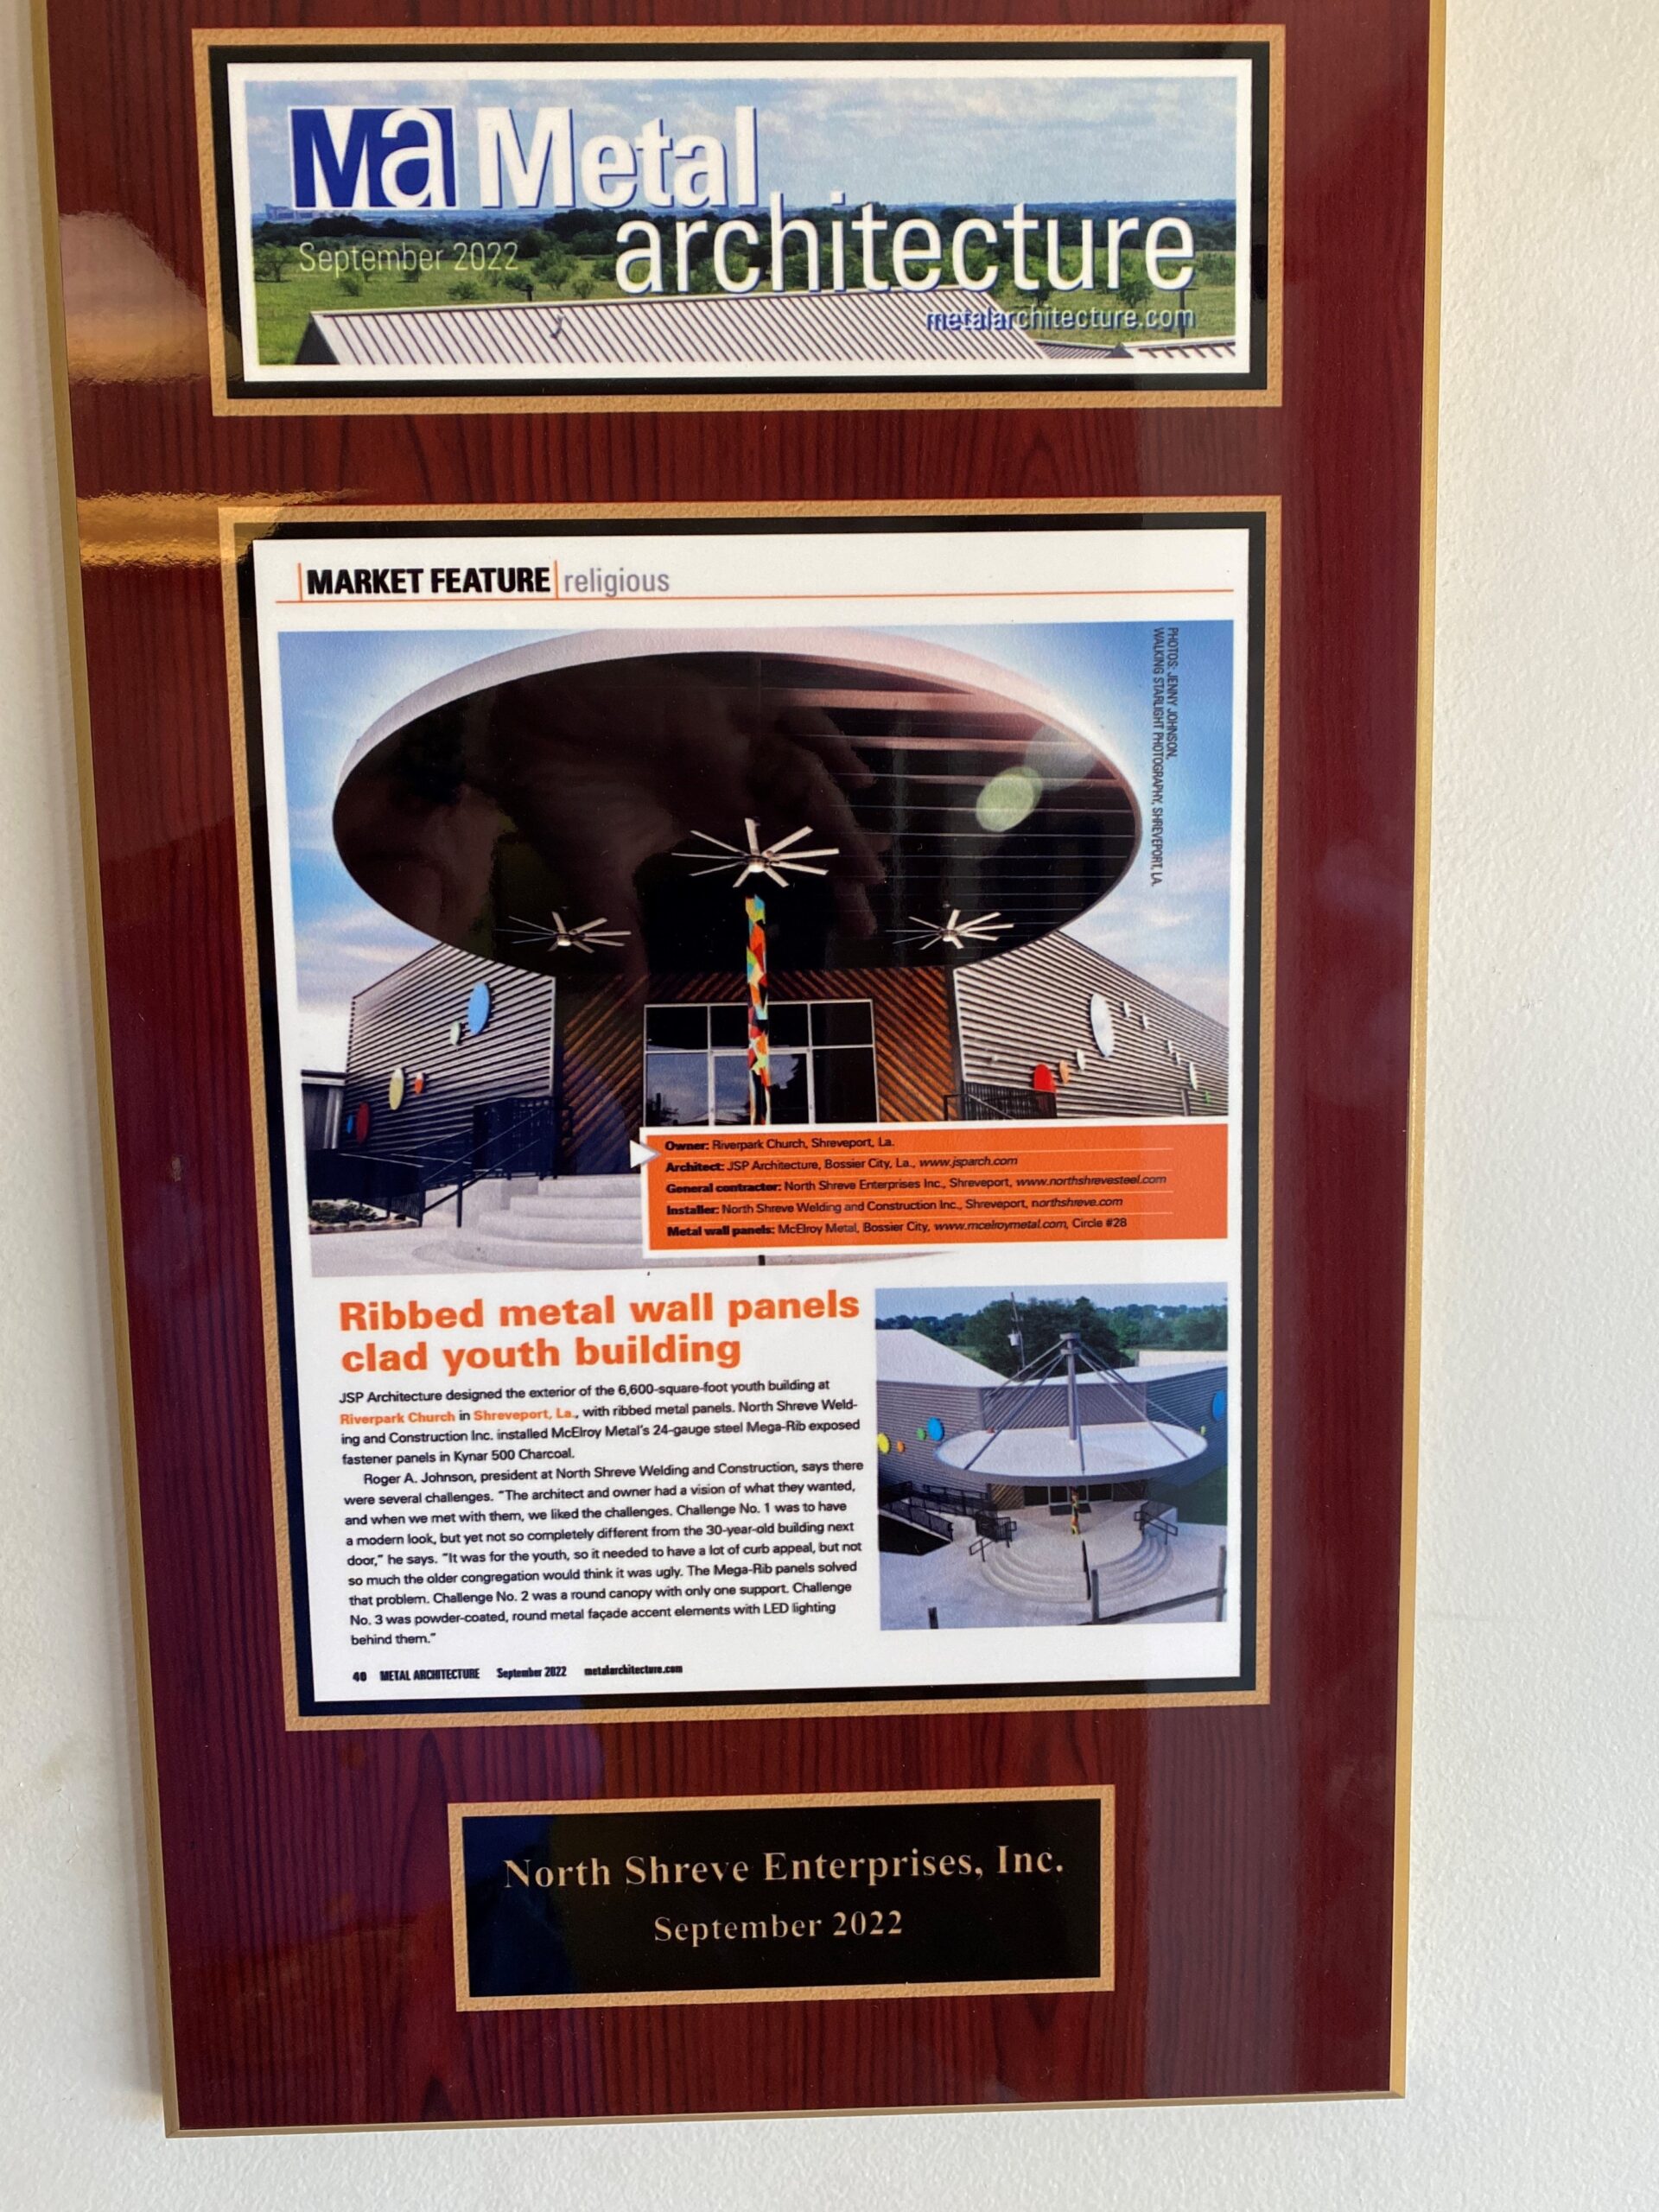 Ma Metal
architecture
September 2022
metalarchitecture.com
MARKET FEATURE religious
PHOTOS: JENNY JOHNSON,
WALKING STARLIGHT PHOTOGRAPHY, SHREVEPORT, LA.
Owner: Riverpark Church, Shreveport, La.
Architect: JSP Architecture, Bossier City, La., www.jsparch.com
General contractor: North Shreve Enterprises Inc., Shreveport, www.northshrevesteel.com
Installer: North Shreve Welding and Construction Inc., Shreveport, northshreve.com
Metal wall panels: McElroy Metal, Bossier City, www.mcelroymetal.com, Circle #28
Ribbed metal wall panels
clad youth building
JSP Architecture designed the exterior of the 6,600-square-foot youth building at
Riverpark Church in Shreveport, La., with ribbed metal panels. North Shreve Weld-
ing and Construction Inc. installed McElroy Metal's 24-gauge steel Mega-Rib exposed
fastener panels in Kynar 500 Charcoal.
Roger A. Johnson, president at North Shreve Welding and Construction, says there
were several challenges. "The architect and owner had a vision of what they wanted,
and when we met with them, we liked the challenges. Challenge No. 1 was to have
a modern look, but yet not so completely different from the 30-year-old building next
door," he says. "It was for the youth, so it needed to have a lot of curb appeal, but not
so much the older congregation would think it was ugly. The Mega-Rib panels solved
that problem. Challenge No. 2 was a round canopy with only one support. Challenge
No. 3 was powder-coated, round metal façade accent elements with LED lighting
behind them."
40 METAL ARCHITECTURE September 2022 metalarchitecture.com
North Shreve Enterprises, Inc.
September 2022